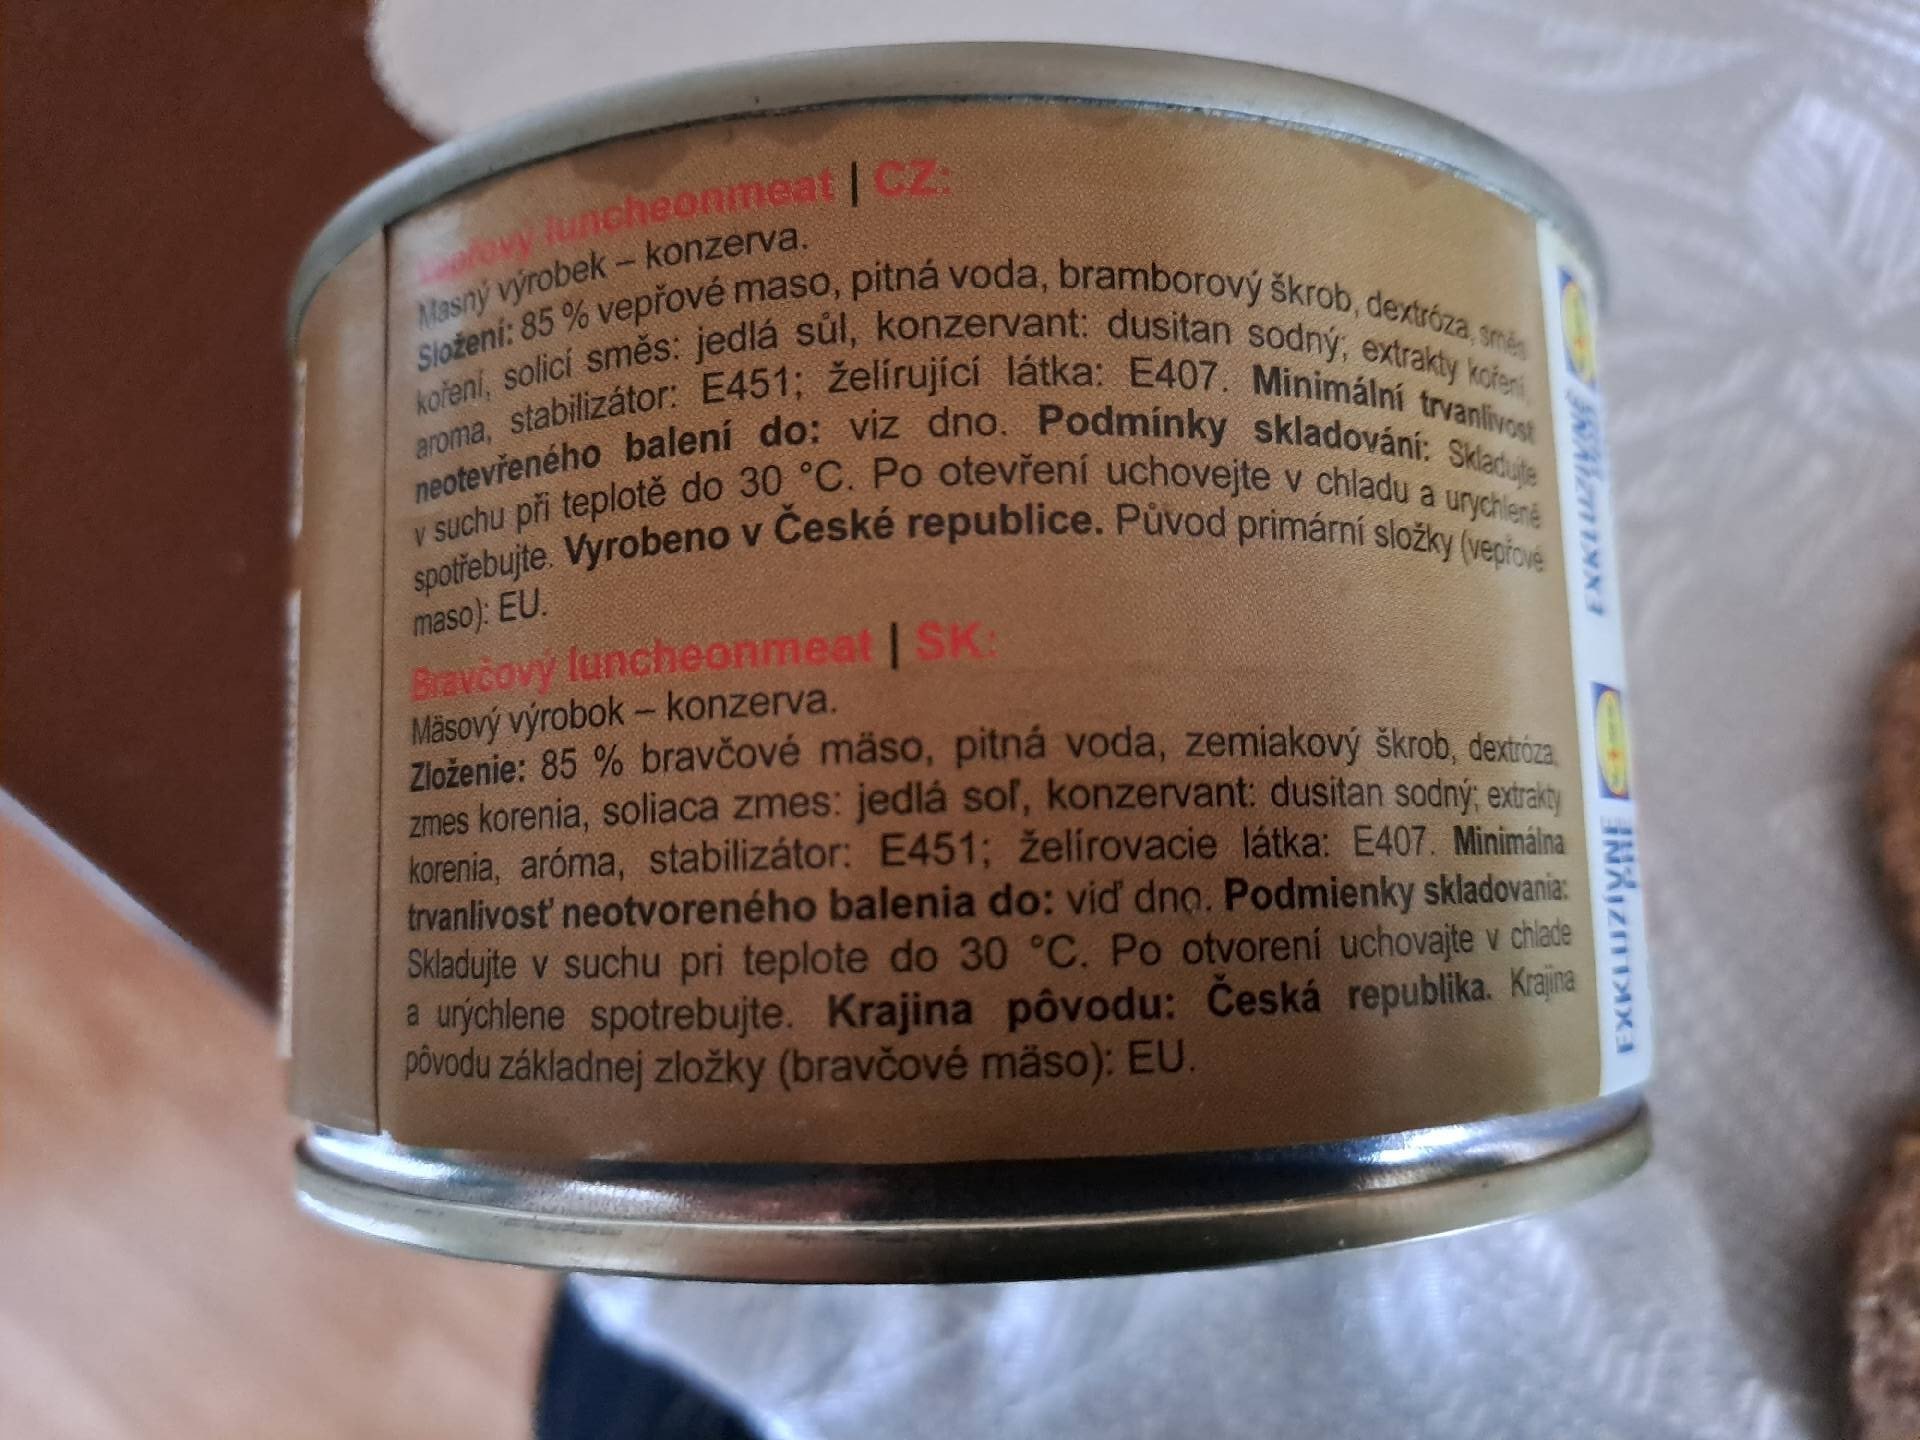 Vepřový luncheonmeat | CZ:
Masný výrobek – konzerva.
Složení: 85 % vepřové maso, pitná voda, bramborový škrob, dextróza, směs
koření, solicí směs: jedlá sůl, konzervant: dusitan sodný; extrakty koření,
aroma, stabilizátor: E451; želírující látka: E407. Minimální trvanlivost
neotevřeného balení do: viz dno. Podmínky skladování: Skladujte
v suchu při teplotě do 30 °C. Po otevření uchovejte v chladu a urychleně
spotřebujte. Vyrobeno v České republice. Původ primární složky (vepřové
maso): EU.
Bravčový luncheonmeat | SK:
Mäsový výrobok – konzerva.
Zloženie: 85 % bravčové mäso, pitná voda, zemiakový škrob, dextróza,
zmes korenia, soliaca zmes: jedlá soľ, konzervant: dusitan sodný; extrakty
korenia, aróma, stabilizátor: E451; želírovacie látka: E407. Minimálna
trvanlivosť neotvoreného balenia do: viď dno. Podmienky skladovania:
Skladujte v suchu pri teplote do 30 °C. Po otvorení uchovajte v chlade
a urýchlene spotrebujte. Krajina pôvodu: Česká republika. Krajina
pôvodu základnej zložky (bravčové mäso): EU.
EXKLUZÍVNE
PRE